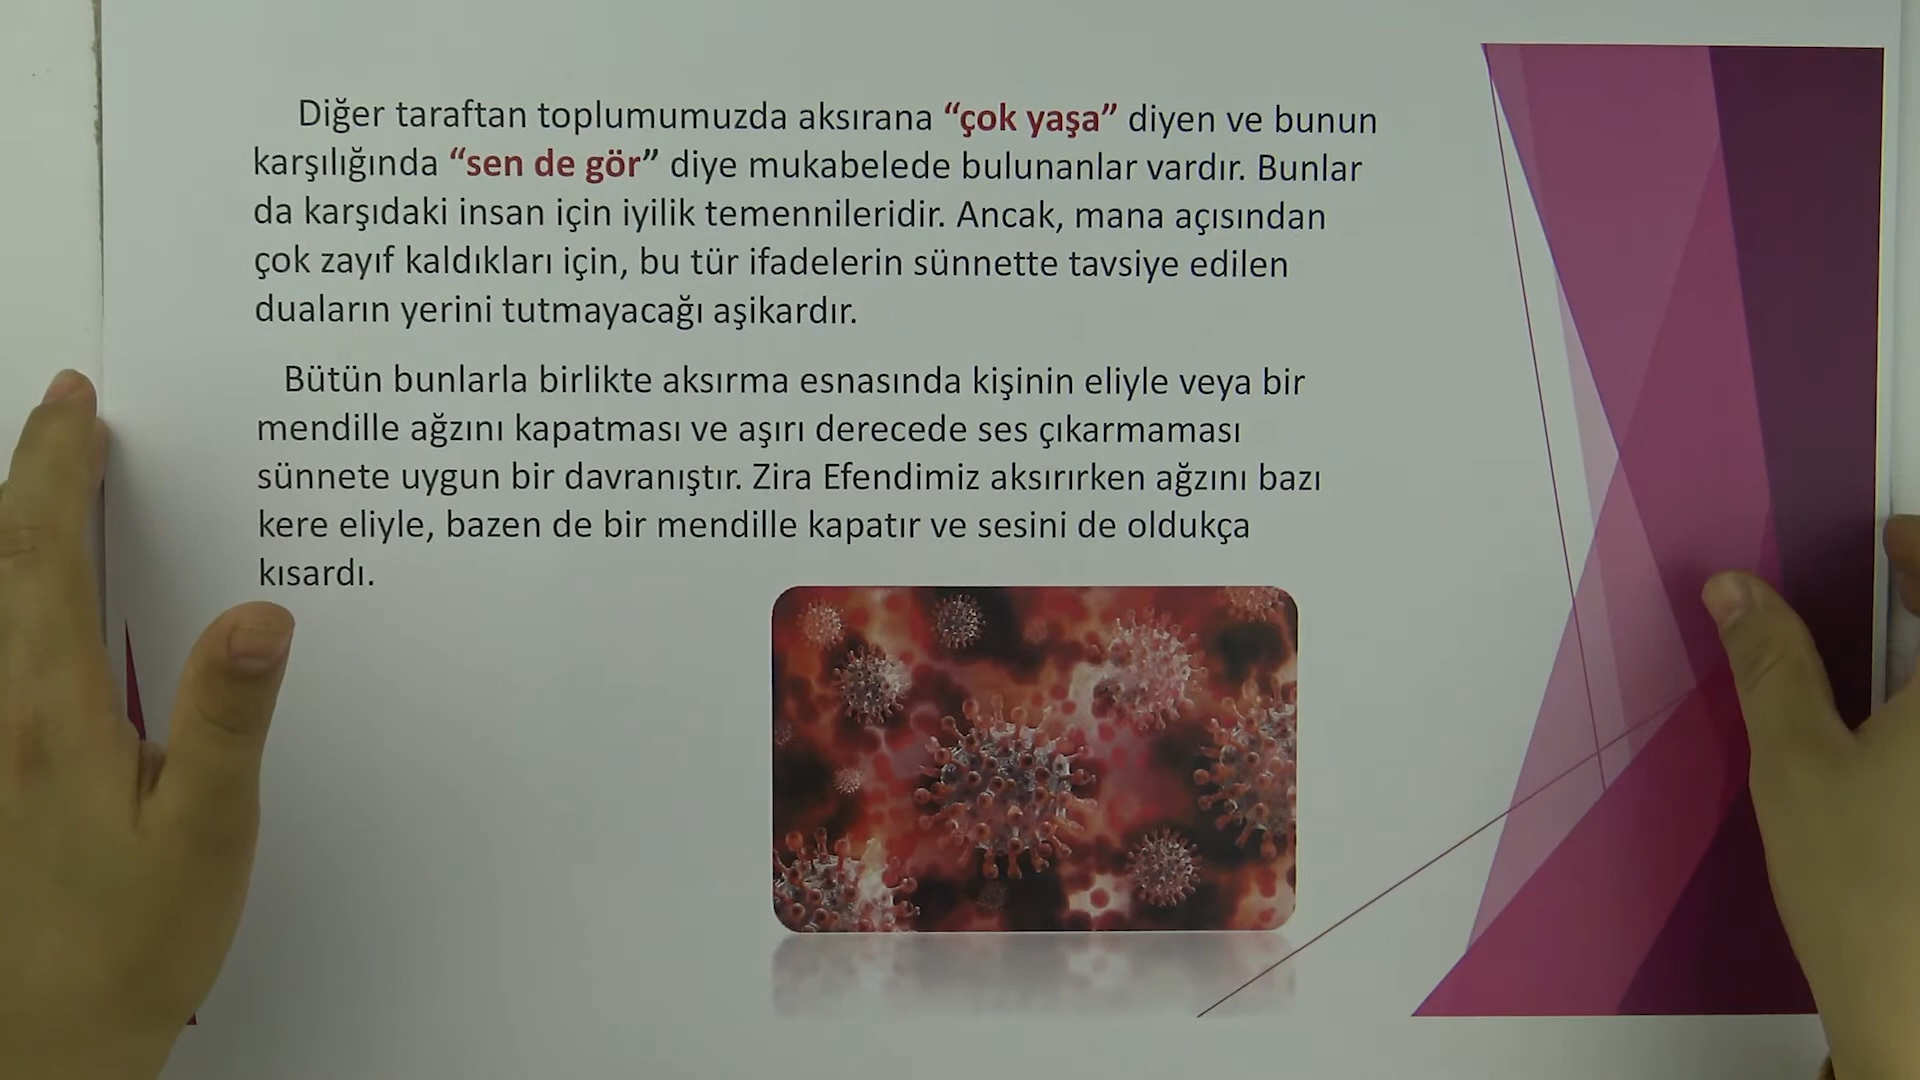 Diğer taraftan toplumumuzda aksırana “çok yaşa” diyen ve bunun
karşılığında “sen de gör” diye mukabelede bulunanlar vardır. Bunlar
da karşıdaki insan için iyilik temennileridir. Ancak, mana açısından
çok zayıf kaldıkları için, bu tür ifadelerin sünnette tavsiye edilen
duaların yerini tutmayacağı aşikardır.
Bütün bunlarla birlikte aksırma esnasında kişinin eliyle veya bir
mendille ağzını kapatması ve aşırı derecede ses çıkarmaması
sünnete uygun bir davranıştır. Zira Efendimiz aksırırken ağzını bazı
kere eliyle, bazen de bir mendille kapatır ve sesini de oldukça
kısardı.